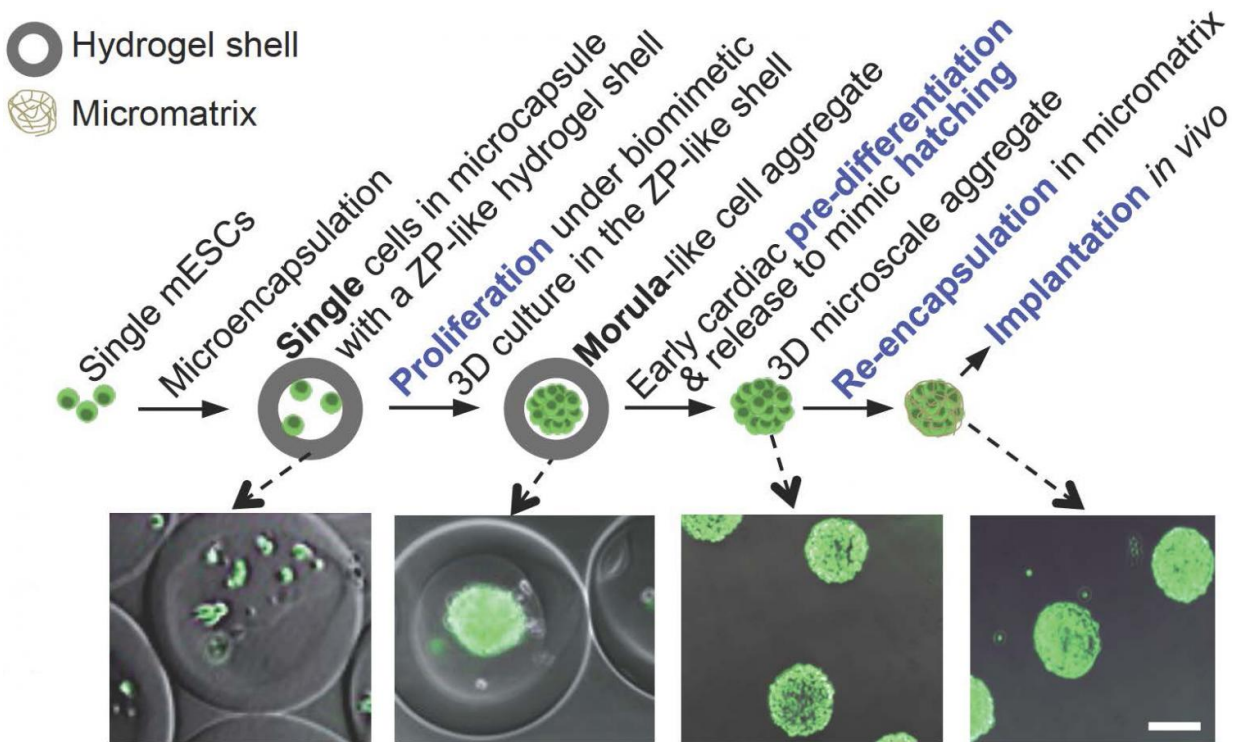 Hydrogel shell
Micromatrix
Single mESCs
Microencapsulation
Single cells in microcapsule
with a ZP-like hydrogel shell
Proliferation under biomimetic
3D culture in the ZP-like shell
Morula-like cell aggregate
Early cardiac pre-differentiation
& release to mimic hatching
3D microscale aggregate
Re-encapsulation in micromatrix
Implantation in vivo